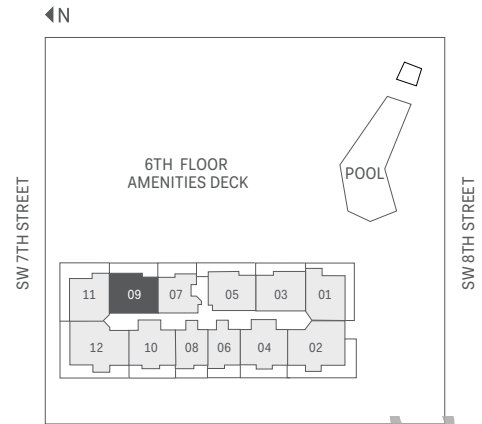 N
6TH FLOOR
AMENITIES DECK
POOL
SW 7TH STREET
SW 8TH STREET
11 09 07 05 03 01
12 10 08 06 04 02